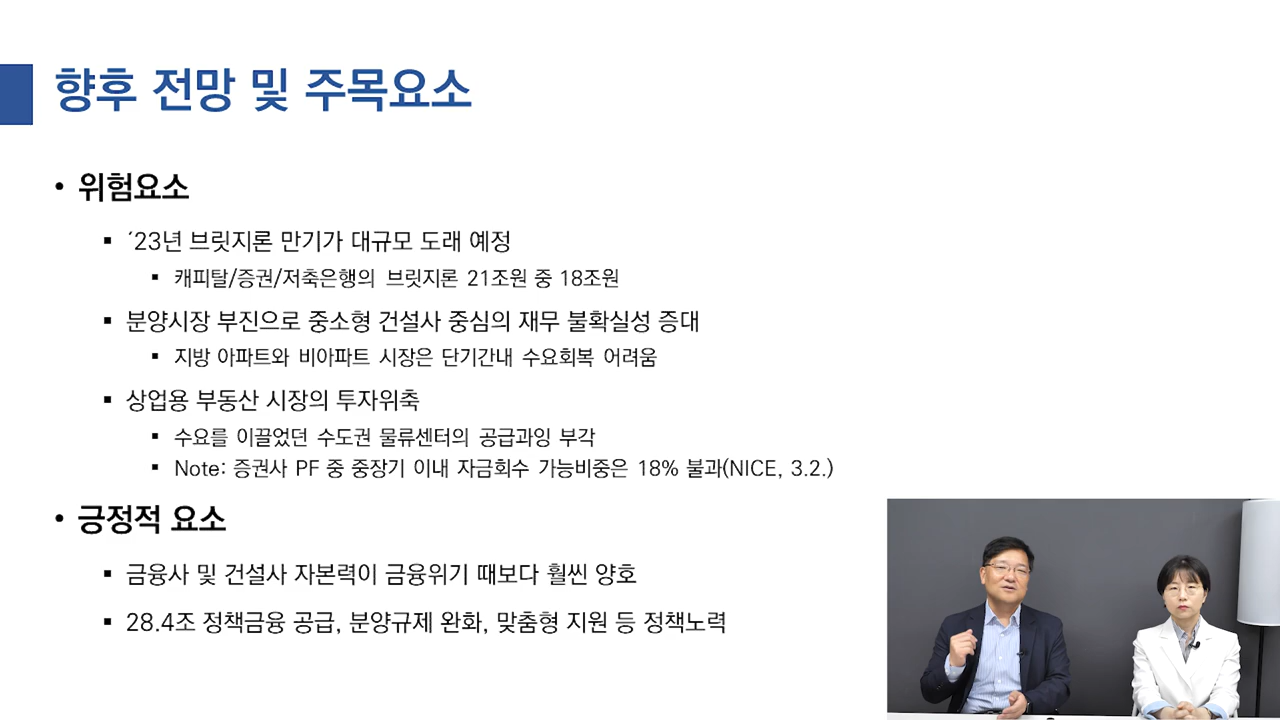 향후 전망 및 주목요소
• 위험요소
▪ ´23년 브릿지론 만기가 대규모 도래 예정
▪ 캐피탈/증권/저축은행의 브릿지론 21조원 중 18조원
▪ 분양시장 부진으로 중소형 건설사 중심의 재무 불확실성 증대
▪ 지방 아파트와 비아파트 시장은 단기간내 수요회복 어려움
▪ 상업용 부동산 시장의 투자위축
▪ 수요를 이끌었던 수도권 물류센터의 공급과잉 부각
▪ Note: 증권사 PF 중 중장기 이내 자금회수 가능비중은 18% 불과(NICE, 3.2.)
• 긍정적 요소
▪ 금융사 및 건설사 자본력이 금융위기 때보다 훨씬 양호
▪ 28.4조 정책금융 공급, 분양규제 완화, 맞춤형 지원 등 정책노력